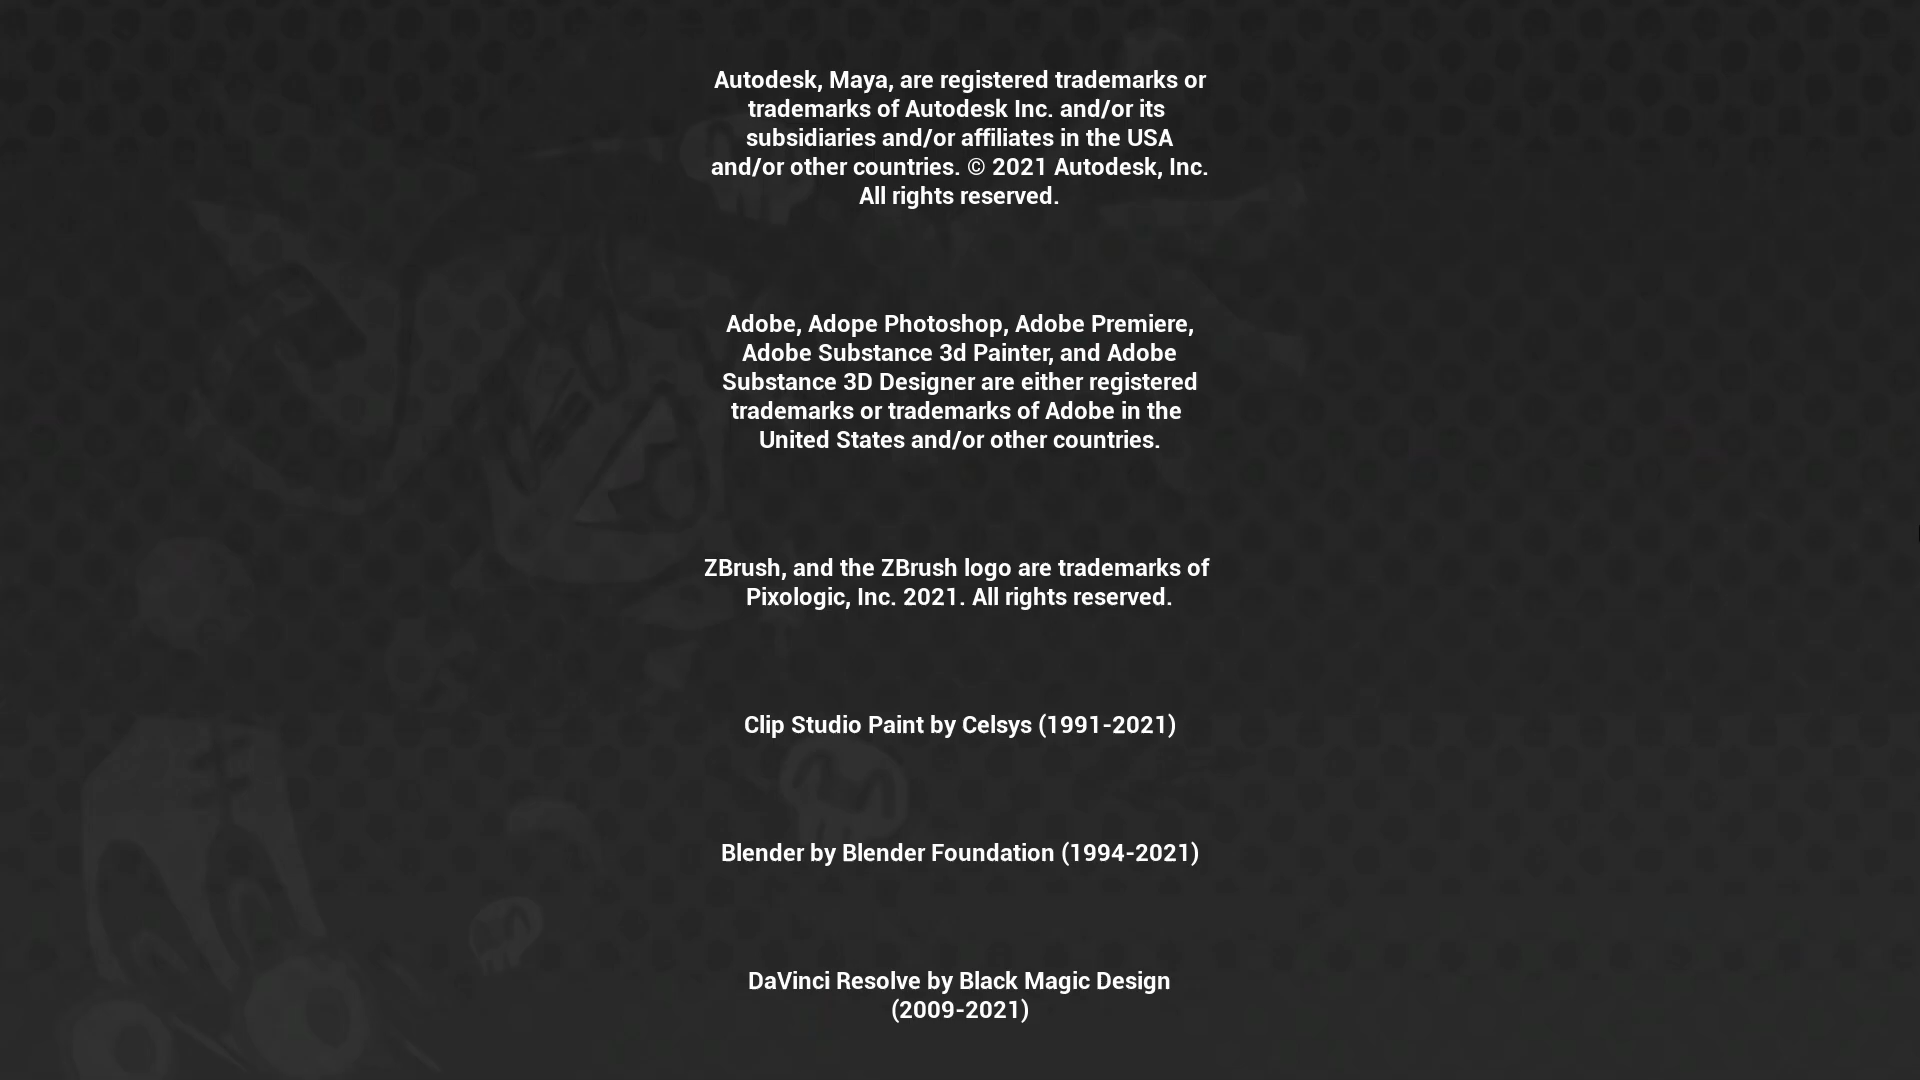 Autodesk, Maya, are registered trademarks or
trademarks of Autodesk Inc. and/or its
subsidiaries and/or affiliates in the USA
and/or other countries. © 2021 Autodesk, Inc.
All rights reserved.
Adobe, Adope Photoshop, Adobe Premiere,
Adobe Substance 3d Painter, and Adobe
Substance 3D Designer are either registered
trademarks or trademarks of Adobe in the
United States and/or other countries.
ZBrush, and the ZBrush logo are trademarks of
Pixologic, Inc. 2021. All rights reserved.
Clip Studio Paint by Celsys (1991-2021)
Blender by Blender Foundation (1994-2021)
DaVinci Resolve by Black Magic Design
(2009-2021)